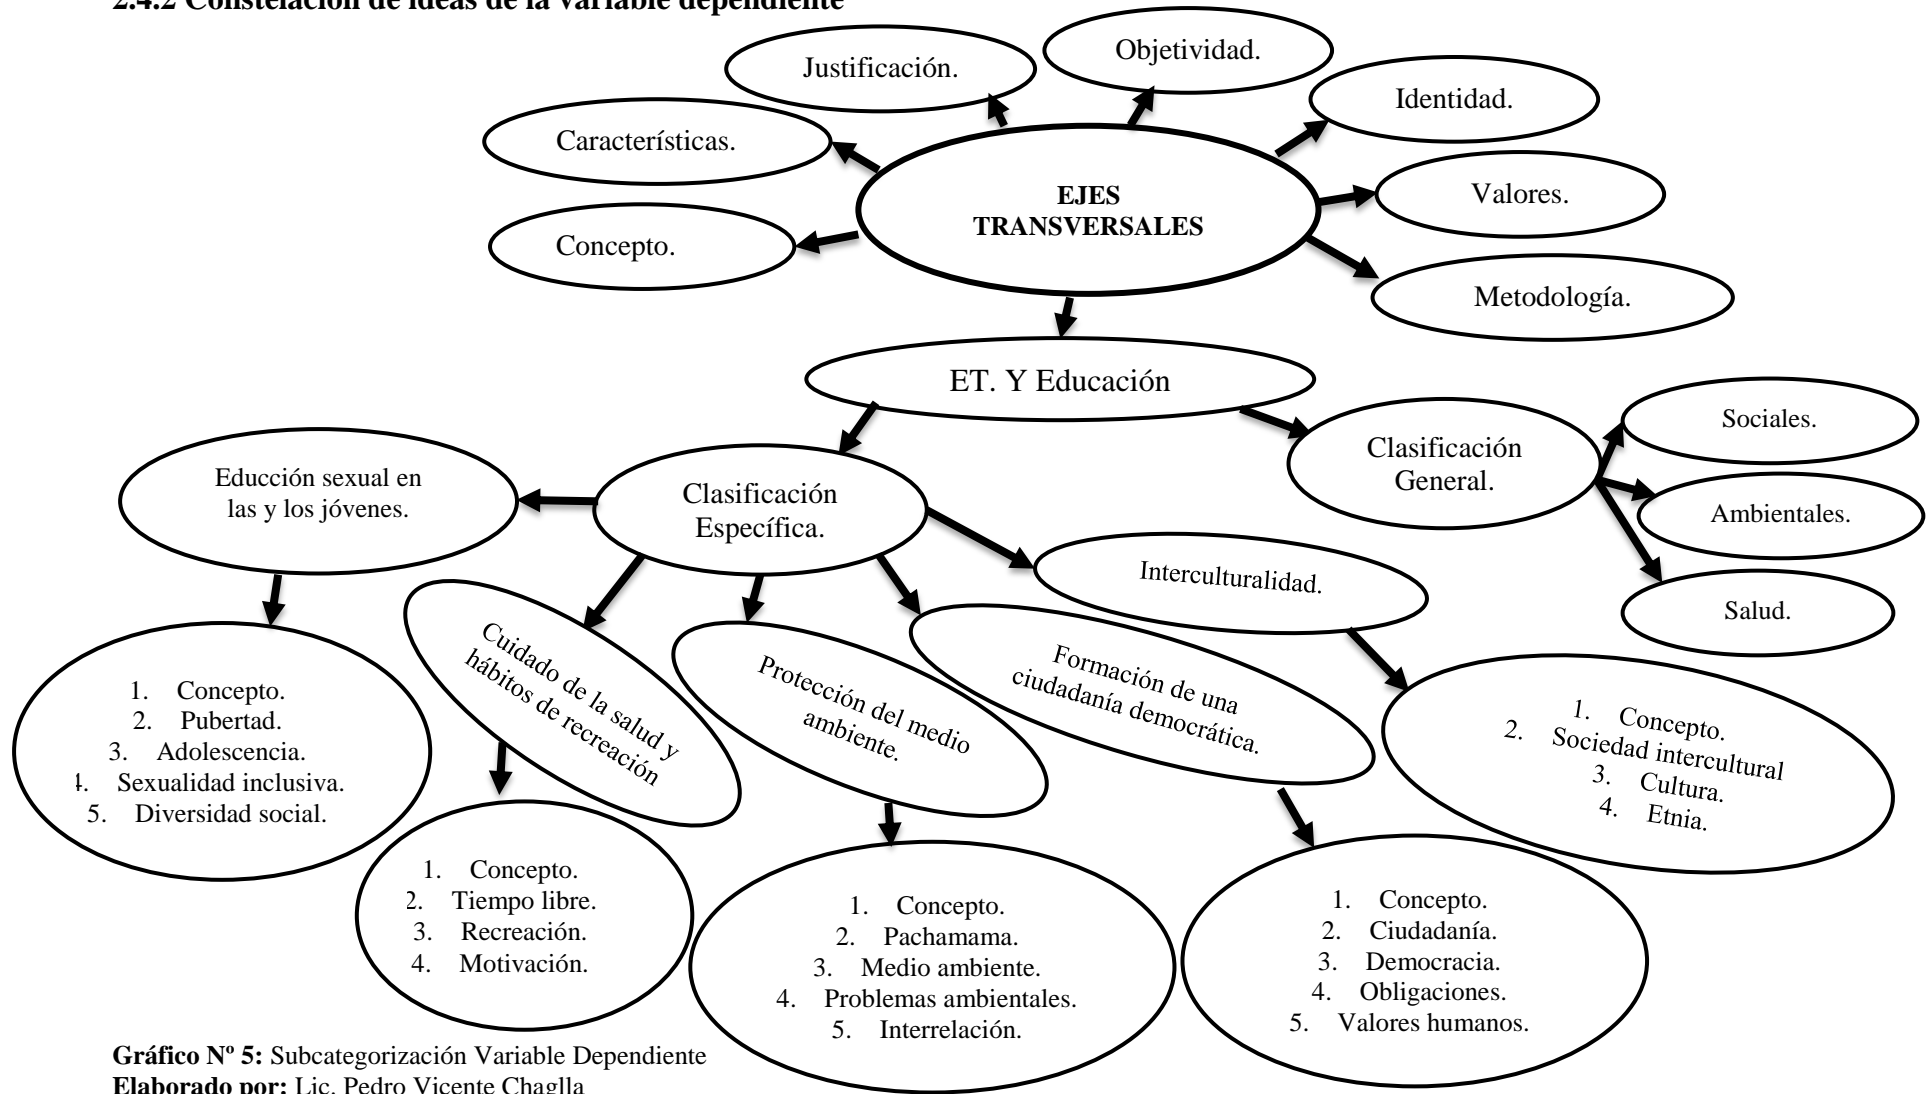 2.4.2 Constelación de ideas de la variable dependiente
Justificación.
Objetividad.
Identidad.
Característícas.
Valores.
EJES
TRANSVERSALES
Concepto.
Metodología.
ET. Y Educación
Sociales.
Clasificación
General.
Ambientales.
Salud.
Educción sexual en
las y los jóvenes.
Clasificación
Específica.
Interculturalidad.
Cuidado de la salud y
hábitos de recreación
Protección del medio
ambiente.
Formación de una
ciudadanía democrática.
1. Concepto.
2. Pubertad.
3. Adolescencia.
4. Sexualidad inclusiva.
5. Diversidad social.
1. Concepto.
2. Sociedad intercultural
3. Cultura.
4. Etnia.
1. Concepto.
2. Tiempo libre.
3. Recreación.
4. Motivación.
1. Concepto.
2. Pachamama.
3. Medio ambiente.
4. Problemas ambientales.
5. Interrelación.
1. Concepto.
2. Ciudadanía.
3. Democracia.
4. Obligaciones.
5. Valores humanos.
Gráfico Nº 5: Subcategorización Variable Dependiente
Elaborado por: Lic. Pedro Vicente Chaglla